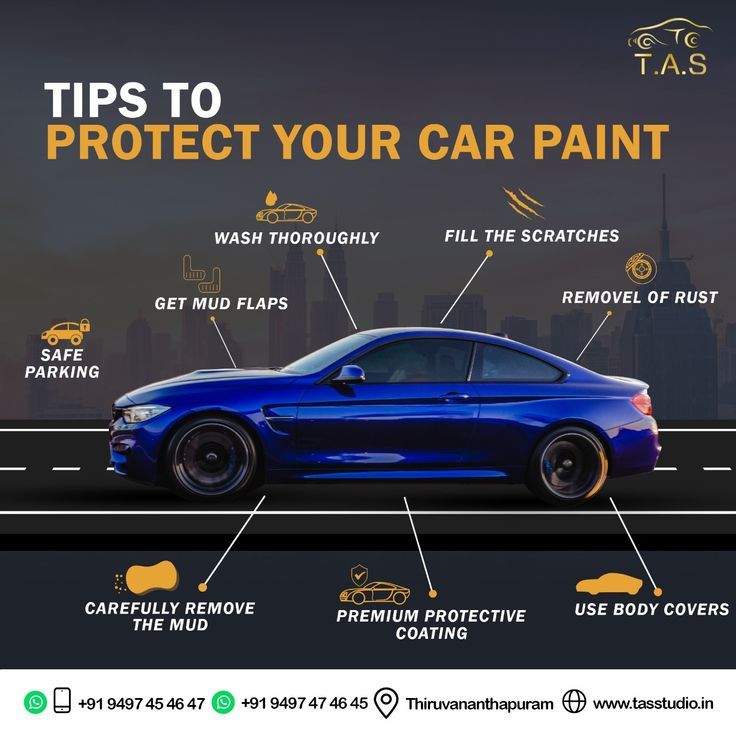 T.A.S
TIPS TO
PROTECT YOUR CAR PAINT
WASH THOROUGHLY
FILL THE SCRATCHES
GET MUD FLAPS
REMOVEL OF RUST
SAFE
PARKING
CAREFULLY REMOVE
THE MUD
PREMIUM PROTECTIVE
COATING
USE BODY COVERS
+91 9497 45 46 47
+91 9497 47 46 45
Thiruvananthapuram
www.tasstudio.in